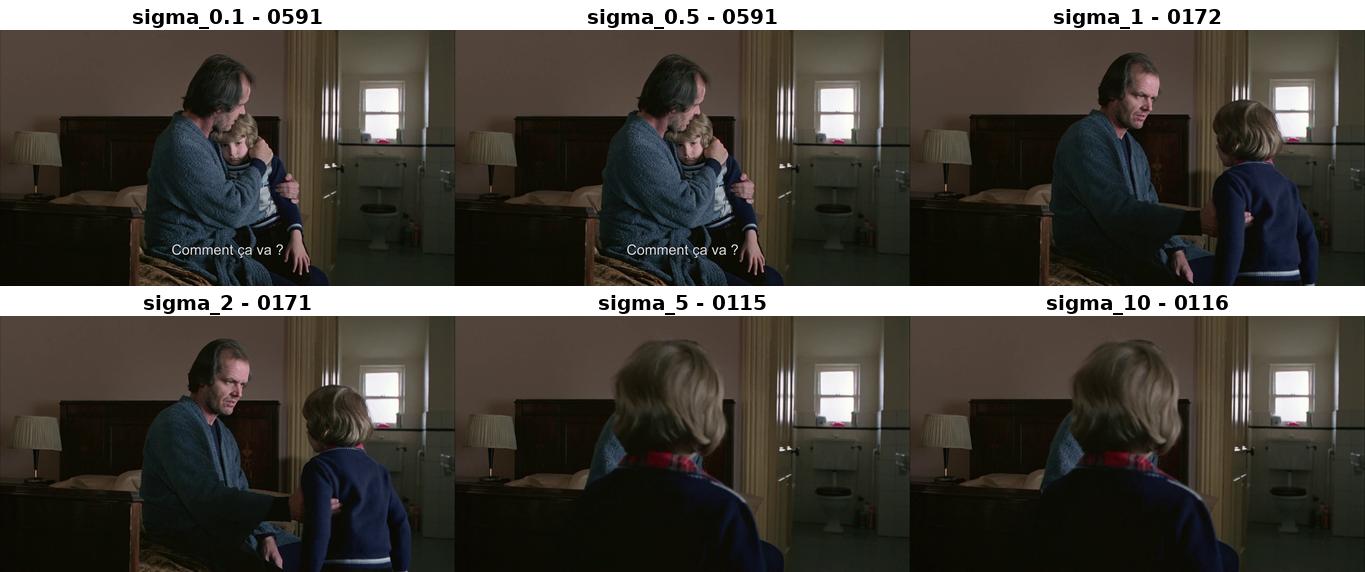 sigma_0.1 - 0591
sigma_0.5 - 0591
sigma_1 - 0172
Comment ça va ?
Comment ça va ?
sigma_2 - 0171
sigma_5 - 0115
sigma_10 - 0116